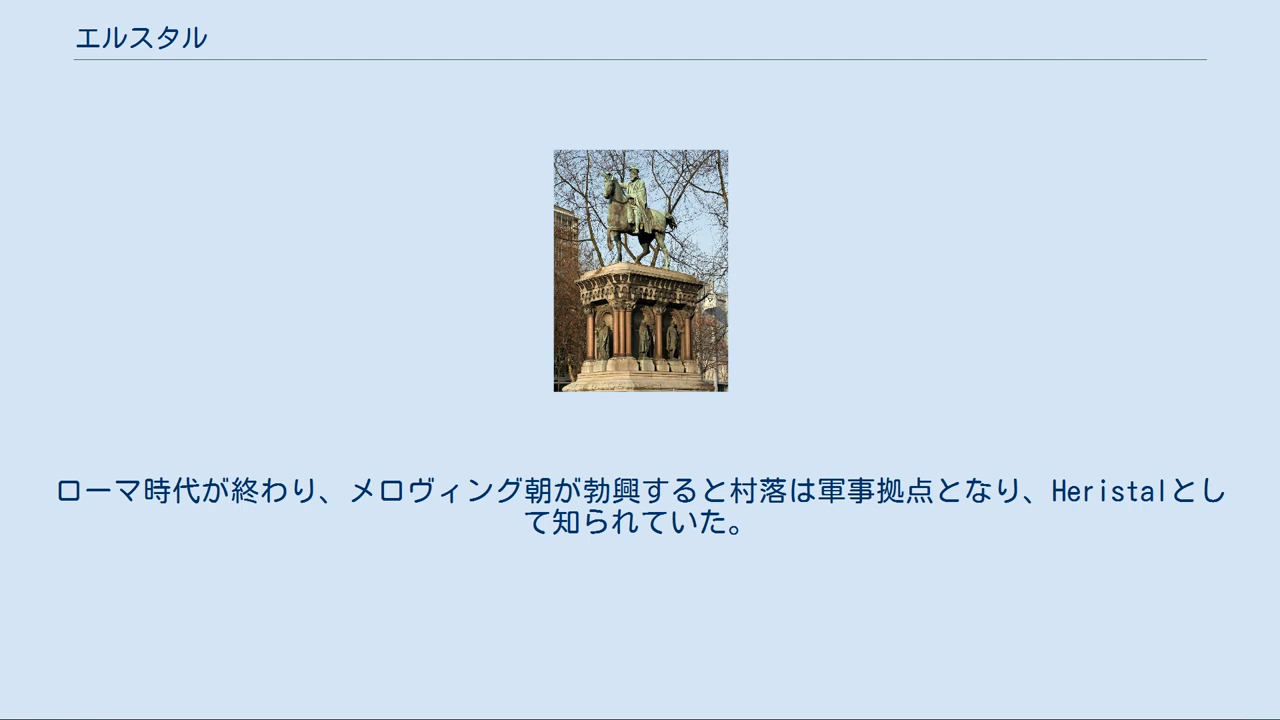 エルスタル
ローマ時代が終わり、メロヴィング朝が勃興すると村落は軍事拠点となり、Heristalとし
て知られていた。